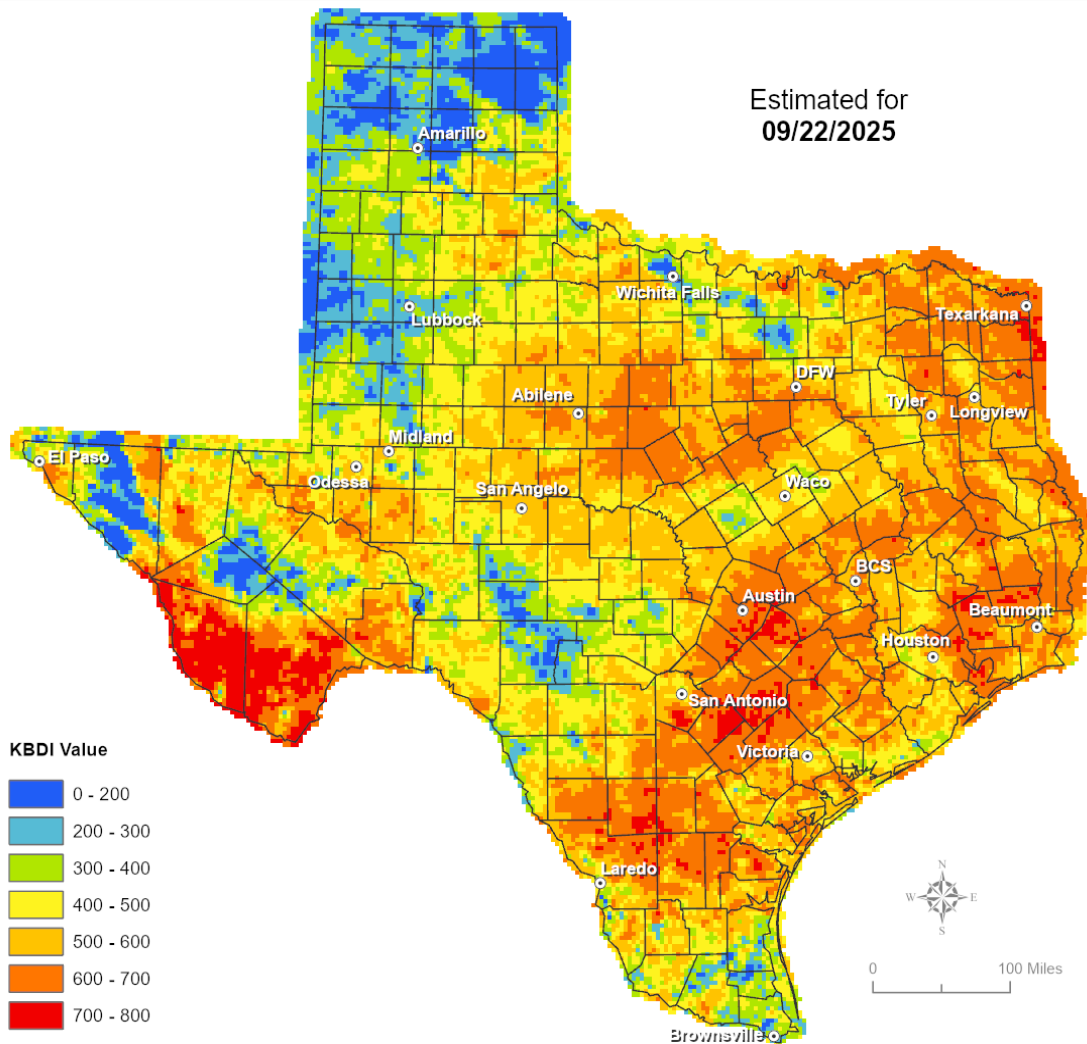 Estimated for
09/22/2025
Amarillo
Wichita Falls
Lubbock
Texarkana
DFW
Abilene
Tyler
Longview
Midland
El Paso
Odessa
San Angelo
Waco
BCS
Austin
Beaumont
Houston
San Antonio
Victoria
KBDI Value
0 - 200
200 - 300
300 - 400
400 - 500
500 - 600
600 - 700
700 - 800
Laredo
N
W E
S
0 100 Miles
Brownsville